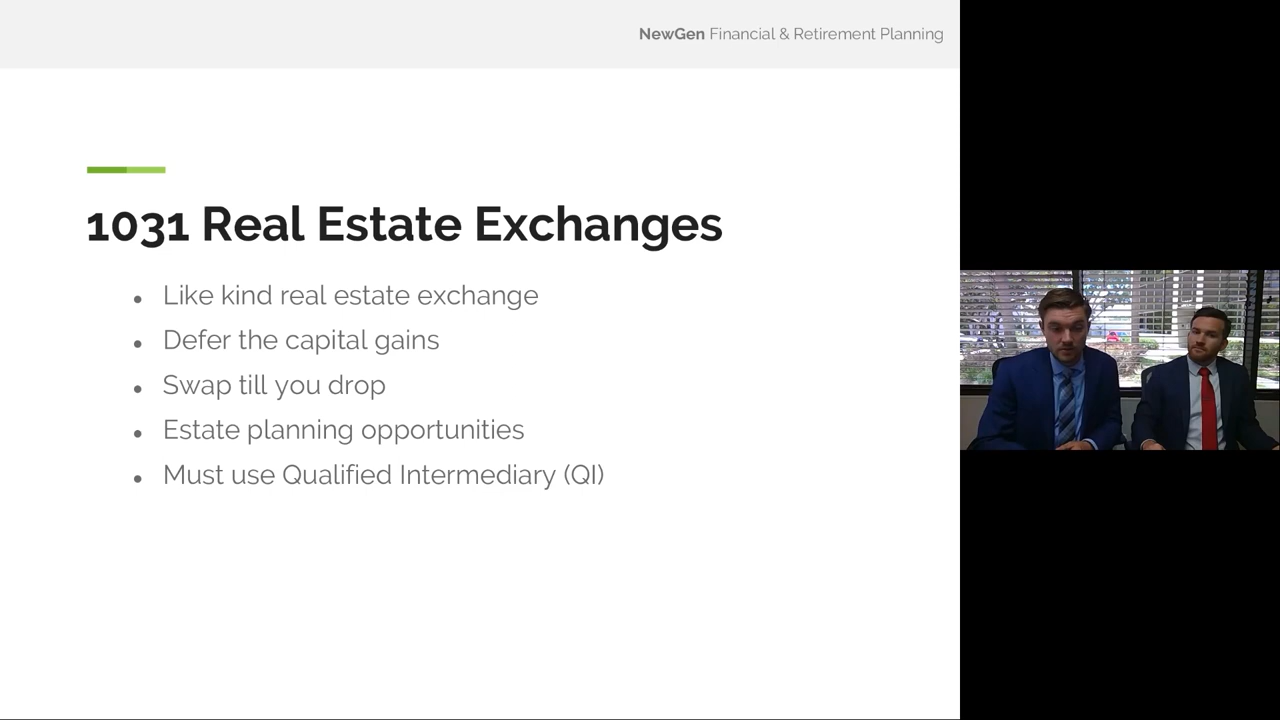 NewGen Financial & Retirement Planning
1031 Real Estate Exchanges
● Like kind real estate exchange
● Defer the capital gains
● Swap till you drop
● Estate planning opportunities
● Must use Qualified Intermediary (QI)